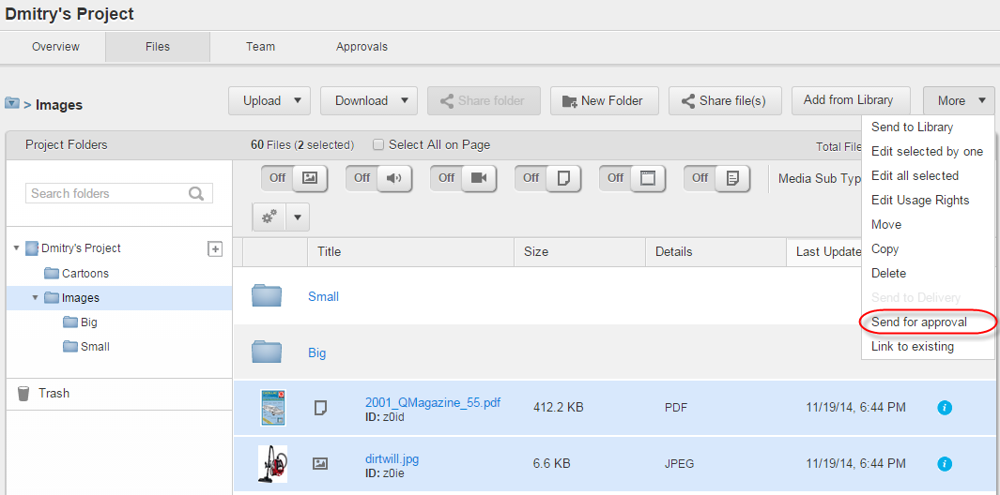 Dmitry's Project
Overview Files Team Approvals
> Images Upload Download Share folder New Folder Share file(s) Add from Library More
Send to Library
Edit selected by one
Edit all selected
Edit Usage Rights
Move
Copy
Delete
Send to Delivery
Send for approval
Link to existing
Project Folders
60 Files (2 selected) Select All on Page Total File
Search folders
Off Off Off Off Off Off Media Sub Typ
Dmitry's Project
Cartoons
Images
Big
Small
Trash
Title Size Details Last Update
Small
Big
2001_QMagazine_55.pdf 412.2 KB PDF 11/19/14, 6:44 PM
ID: z0id
dirtwill.jpg 6.6 KB JPEG 11/19/14, 6:44 PM
ID: z0ie